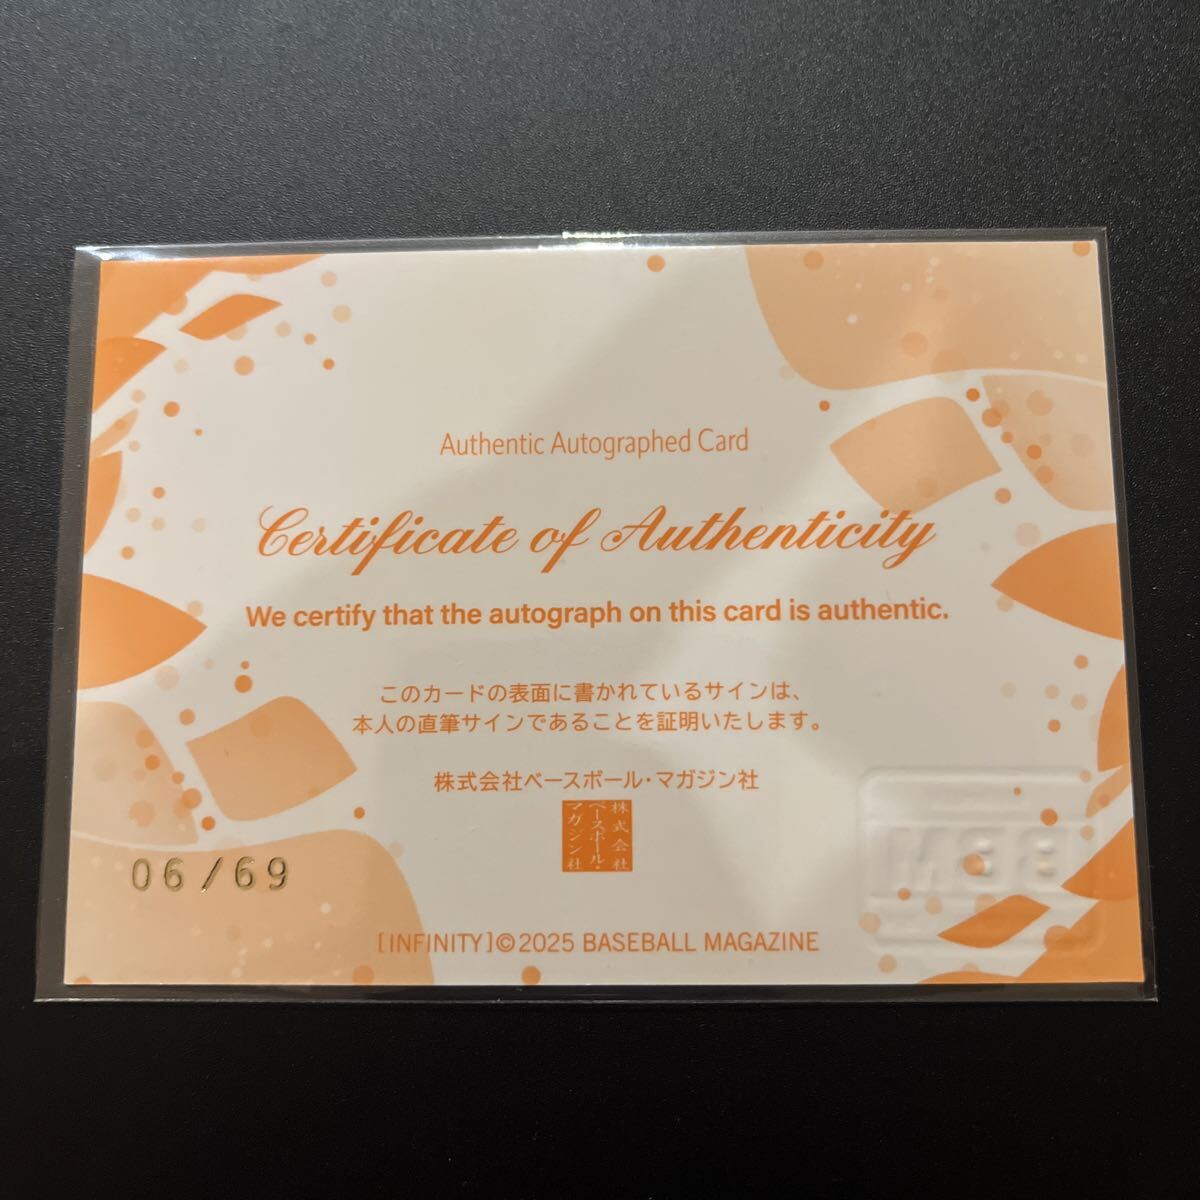 Authentic Autographed Card
Certificate of Authenticity
We certify that the autograph on this card is authentic.
このカードの表面に書かれているサインは、
本人の直筆サインであることを証明いたします。
株式会社ベースボール・マガジン社
株式会社
ベースボール・
マガジン社
BBM
06/69
[INFINITY]©2025 BASEBALL MAGAZINE